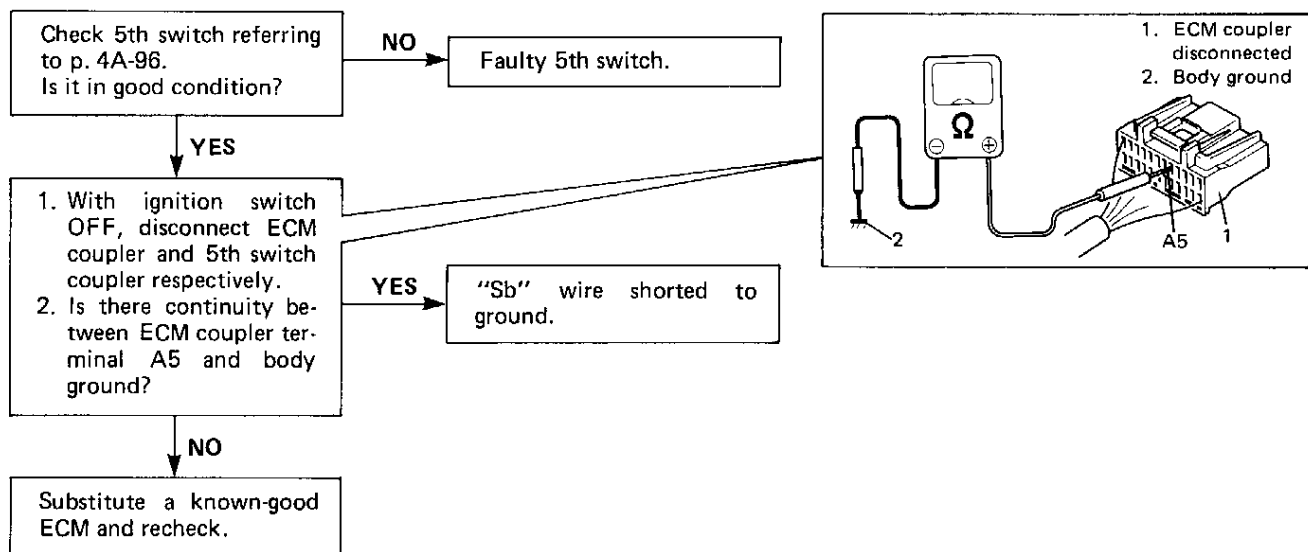 Check 5th switch referring
to p. 4A-96.
Is it in good condition?
NO
Faulty 5th switch.
YES
1. With ignition switch
OFF, disconnect ECM
coupler and 5th switch
coupler respectively.
2. Is there continuity be-
tween ECM coupler ter-
minal A5 and body
ground?
YES
"Sb" wire shorted to
ground.
NO
Substitute a known-good
ECM and recheck.
1. ECM coupler
disconnected
2. Body ground
Ω
⊖ ⊕
2
A5
1